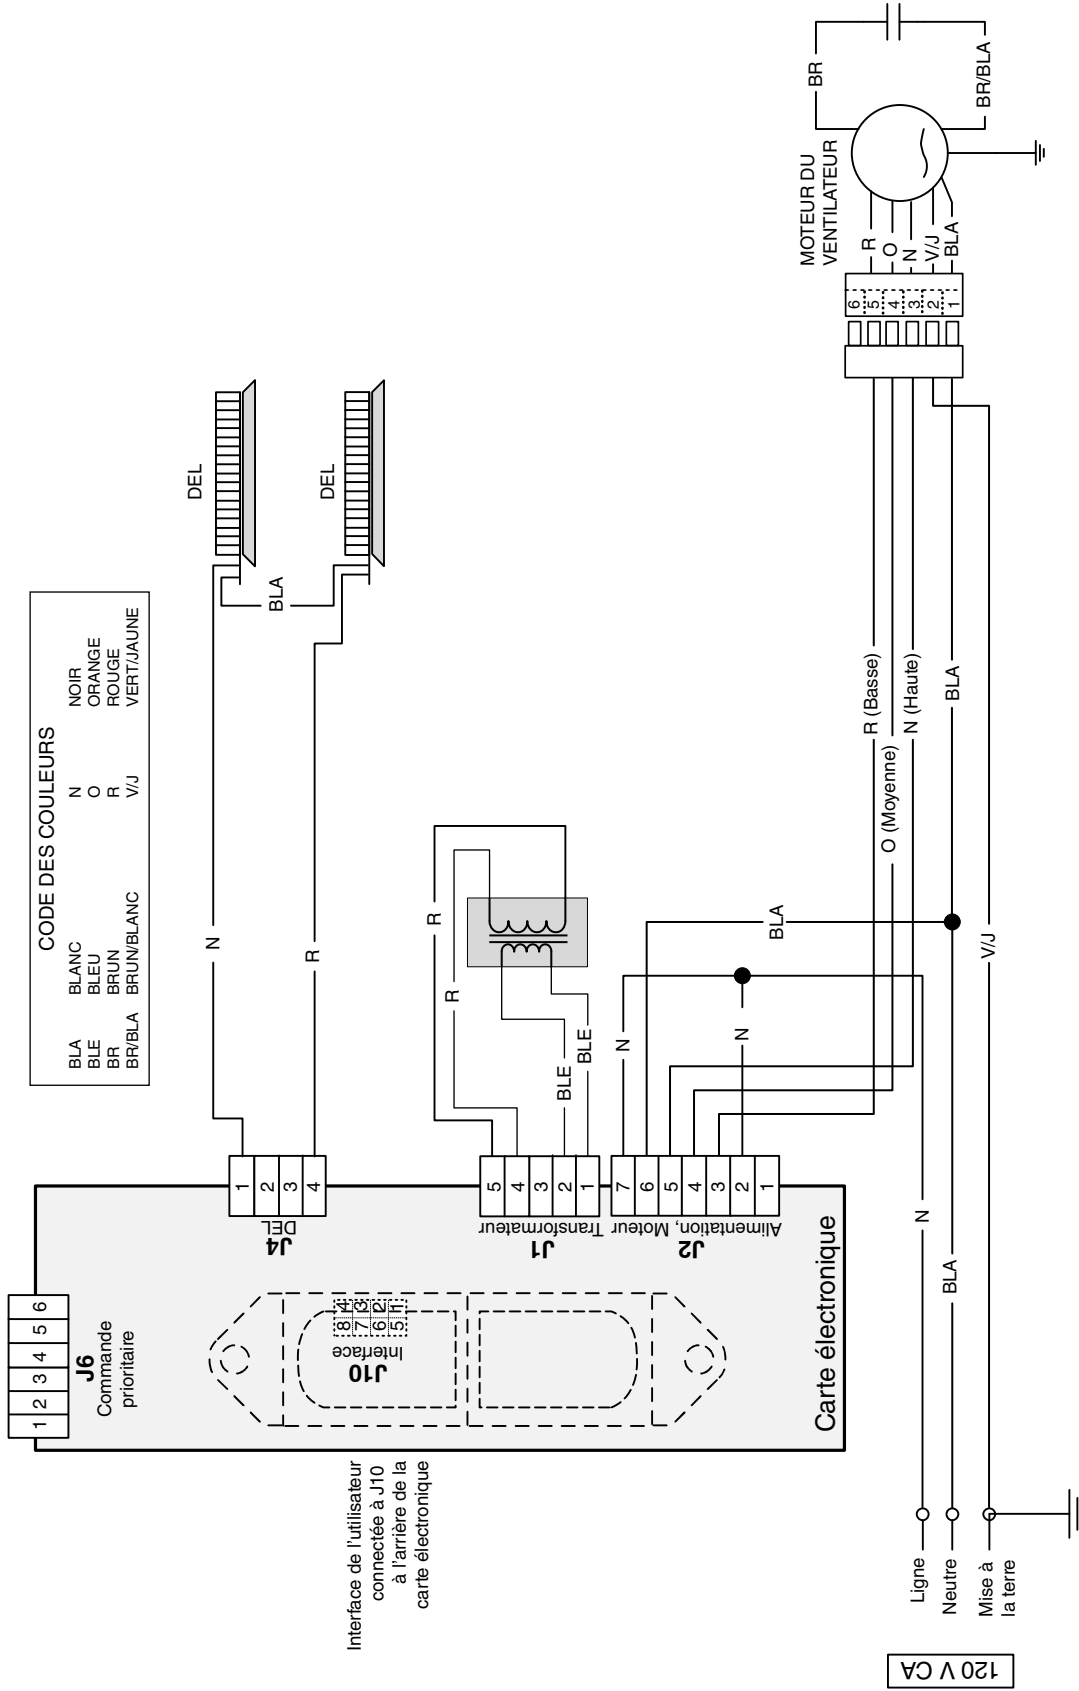 CODE DES COULEURS
BLA BLANC N NOIR
BLE BLEU O ORANGE
BR BRUN R ROUGE
BR/BLA BRUN/BLANC V/J VERT/JAUNE
1 2 3 4 5 6
J6
Commande
prioritaire
Interface de l'utilisateur
connectée à J10
à l'arrière de la
carte électronique
J10
Interface
8 4
7 3
6 2
5 1
Carte électronique
J4
DEL
1
2
3
4
N
R
DEL
BLA
DEL
J1
Transformateur
5
4
3
2
1
R
R
BLE
BLE
J2
Alimentation, Moteur
7
6
5
4
3
2
1
N
N
BLA
R (Basse)
O (Moyenne)
N (Haute)
BLA
V/J
N
BLA
6
5
4
3
2
1
R
O
N
V/J
BLA
MOTEUR DU
VENTILATEUR
BR
BR/BLA
Ligne
Neutre
Mise à
la terre
120 V CA